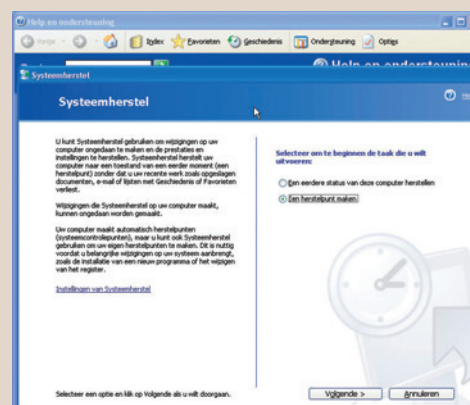 Help en ondersteuning
Vorige Index Favorieten Geschiedenis Ondersteuning Opties
Help en ondersteuning
Systeemherstel
Systeemherstel
U kunt Systeemherstel gebruiken om wijzigingen op uw
computer ongedaan te maken en de prestaties en
instellingen te herstellen. Systeemherstel herstelt uw
computer naar een toestand van een eerder moment (een
herstelpunt) zonder dat u uw recente werk zoals opgeslagen
documenten, e-mail of lijsten met Geschiedenis of Favorieten
verliest.
Wijzigingen die Systeemherstel op uw computer maakt,
kunnen ongedaan worden gemaakt.
Uw computer maakt automatisch herstelpunten
(systeemcontrolepunten), maar u kunt ook Systeemherstel
gebruiken om uw eigen herstelpunten te maken. Dit is nuttig
voordat u belangrijke wijzigingen op uw systeem aanbrengt,
zoals de installatie van een nieuw programma of het wijzigen
van het register.
Instellingen van Systeemherstel
Selecteer om te beginnen de taak die u wilt
uitvoeren:
Een eerdere status van deze computer herstellen
Een herstelpunt maken
Selecteer een optie en klik op Volgende als u wilt doorgaan.
Volgende >
Annuleren